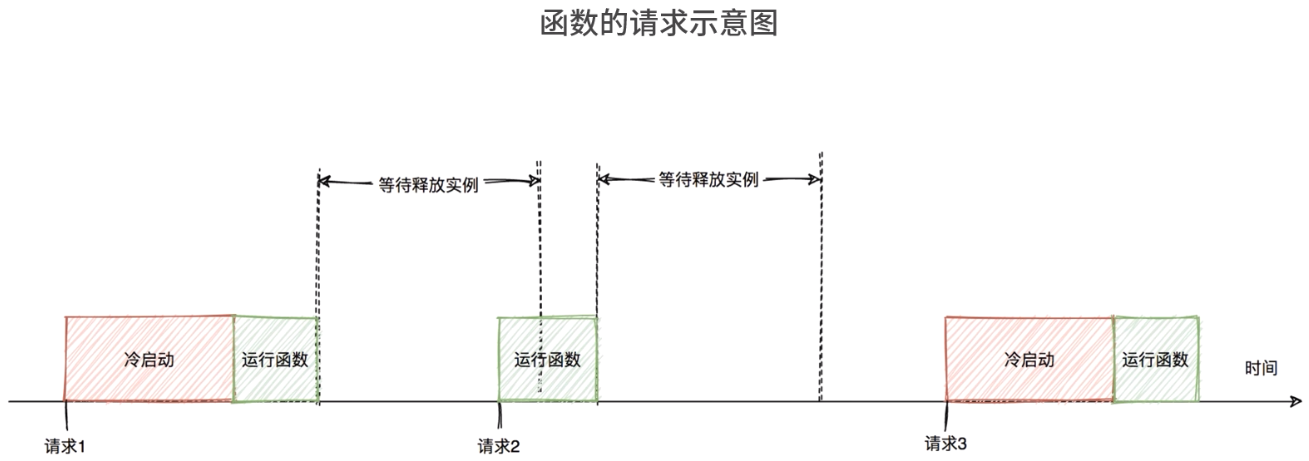 函数的请求示意图
等待释放实例
等待释放实例
冷启动
运行函数
运行函数
冷启动
运行函数
时间
请求1
请求2
请求3